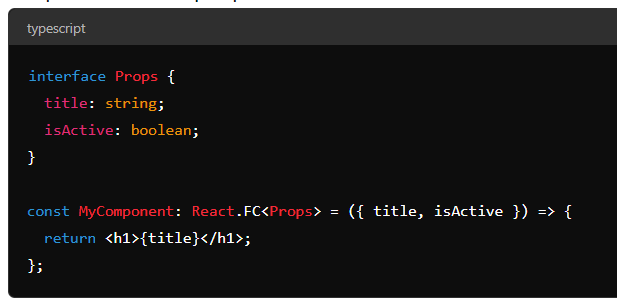 typescript
interface Props {
  title: string;
  isActive: boolean;
}
const MyComponent: React.FC<Props> = ({ title, isActive }) => {
  return <h1>{title}</h1>;
};